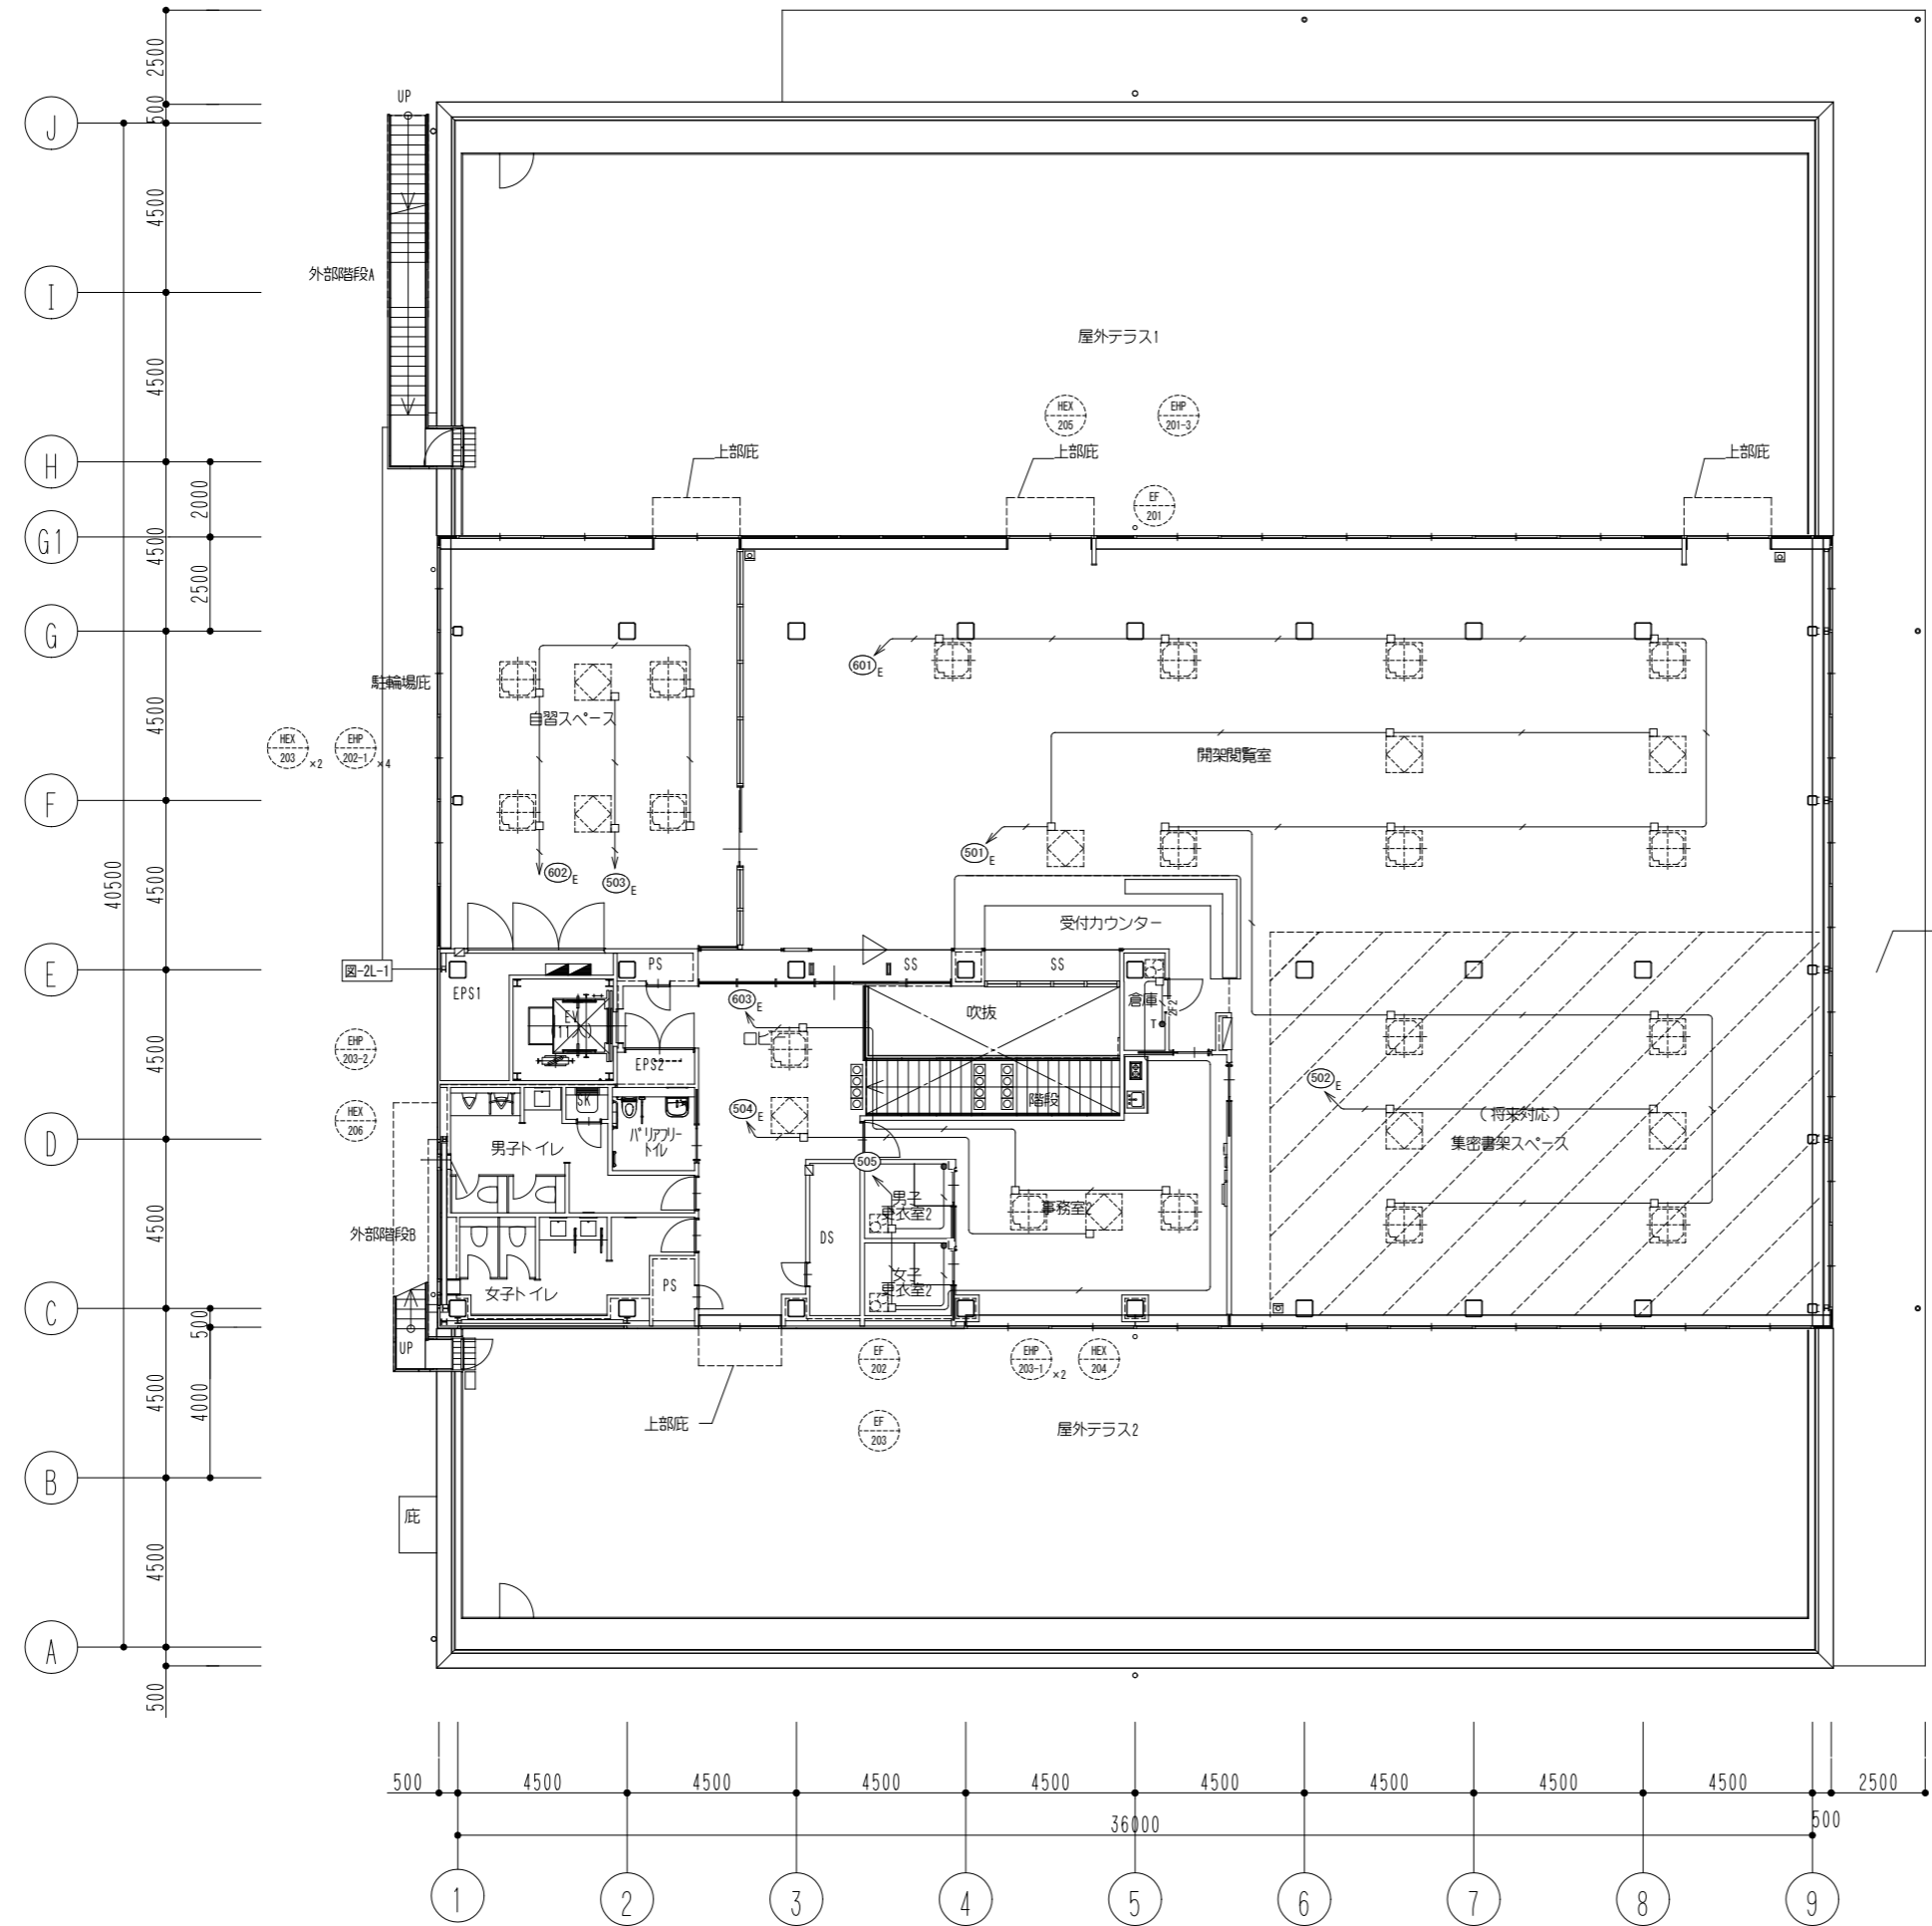 2500
500
UP
J
4500
外部階段A
I
屋外テラス1
4500
HEX
205
EHP
201-3
上部庇
上部庇
上部庇
H
2000
EF
201
G1
4500
2500
G
601
E
駐輪場庇
自習スペース
4500
HEX
203
×2
EHP
202-1
×4
開架閲覧室
F
501
E
40500
4500
602
E
503
E
受付カウンター
E
図-2L-1
PS
SS
SS
EPS1
603
E
吹抜
倉庫
EV
T
EHP
203-2
4500
EPS2
502
E
SK
504
E
階段
HEX
206
(将来対応)
集密書架スペース
D
男子トイレ
バリアフリー
トイレ
505
男子
更衣室2
事務室2
4500
外部階段B
DS
女子
更衣室2
PS
女子トイレ
C
500
UP
EF
202
EHP
203-1
×2
HEX
204
4500
4000
上部庇
EF
203
屋外テラス2
B
庇
4500
A
500
500
4500
4500
4500
4500
4500
4500
4500
4500
2500
36000
500
1
2
3
4
5
6
7
8
9